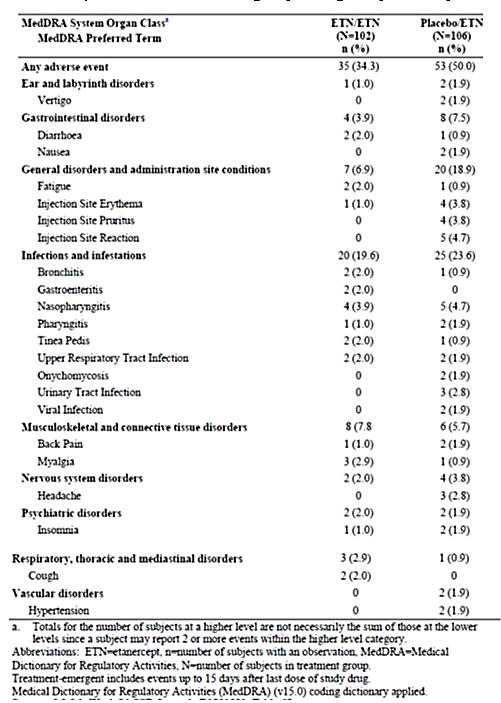 MedDRA System Organ Classᵃ ETN/ETN Placebo/ETN
MedDRA Preferred Term (N=102) (N=106)
n (%) n (%)
Any adverse event 35 (34.3) 53 (50.0)
Ear and labyrinth disorders 1 (1.0) 2 (1.9)
Vertigo 0 2 (1.9)
Gastrointestinal disorders 4 (3.9) 8 (7.5)
Diarrhoea 2 (2.0) 1 (0.9)
Nausea 0 2 (1.9)
General disorders and administration site conditions 7 (6.9) 20 (18.9)
Fatigue 2 (2.0) 1 (0.9)
Injection Site Erythema 1 (1.0) 4 (3.8)
Injection Site Pruritus 0 4 (3.8)
Injection Site Reaction 0 5 (4.7)
Infections and infestations 20 (19.6) 25 (23.6)
Bronchitis 2 (2.0) 1 (0.9)
Gastroenteritis 2 (2.0) 0
Nasopharyngitis 4 (3.9) 5 (4.7)
Pharyngitis 1 (1.0) 2 (1.9)
Tinea Pedis 2 (2.0) 1 (0.9)
Upper Respiratory Tract Infection 2 (2.0) 2 (1.9)
Onychomycosis 0 2 (1.9)
Urinary Tract Infection 0 3 (2.8)
Viral Infection 0 2 (1.9)
Musculoskeletal and connective tissue disorders 8 (7.8 6 (5.7)
Back Pain 1 (1.0) 2 (1.9)
Myalgia 3 (2.9) 1 (0.9)
Nervous system disorders 2 (2.0) 4 (3.8)
Headache 0 3 (2.8)
Psychiatric disorders 2 (2.0) 2 (1.9)
Insomnia 1 (1.0) 2 (1.9)
Respiratory, thoracic and mediastinal disorders 3 (2.9) 1 (0.9)
Cough 2 (2.0) 0
Vascular disorders 0 2 (1.9)
Hypertension 0 2 (1.9)
a. Totals for the number of subjects at a higher level are not necessarily the sum of those at the lower
levels since a subject may report 2 or more events within the higher level category.
Abbreviations: ETN=etanercept, n=number of subjects with an observation, MedDRA=Medical
Dictionary for Regulatory Activities, N=number of subjects in treatment group.
Treatment-emergent includes events up to 15 days after last dose of study drug.
Medical Dictionary for Regulatory Activities (MedDRA) (v15.0) coding dictionary applied.